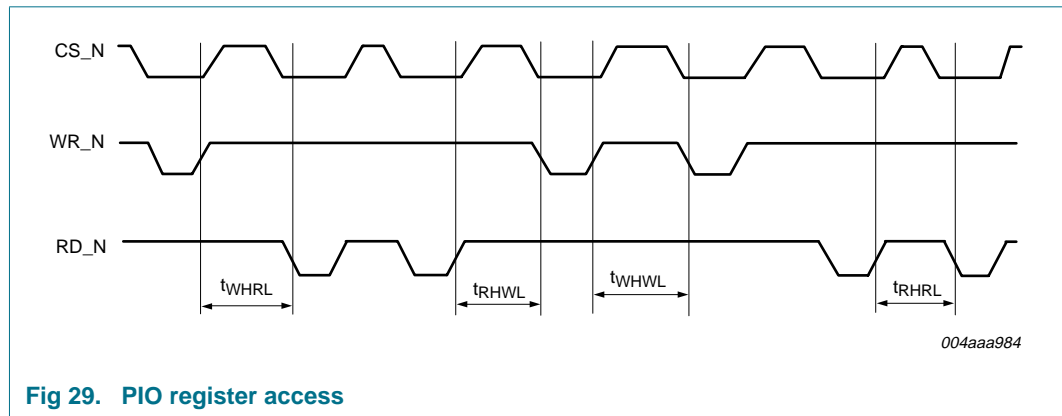 CS_N
WR_N
RD_N
tWHRL
tRHWL
tWHWL
tRHRL
004aaa984
Fig 29. PIO register access